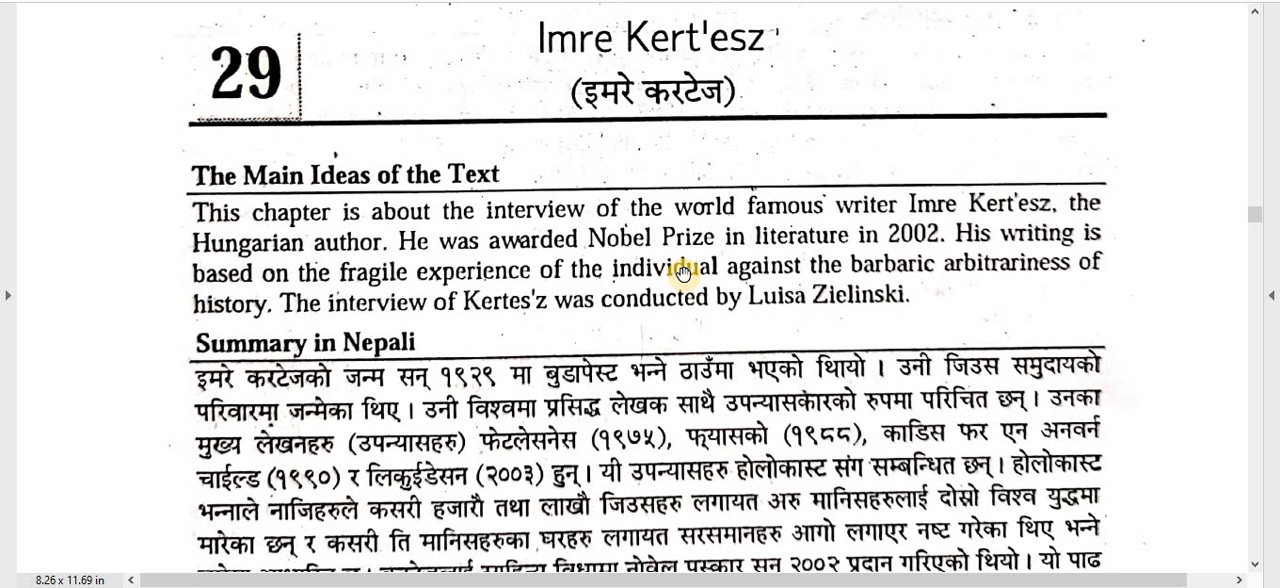 29
Imre Kert'esz
(इमरे करटेज)
The Main Ideas of the Text
This chapter is about the interview of the world famous writer Imre Kert'esz, the
Hungarian author. He was awarded Nobel Prize in literature in 2002. His writing is
based on the fragile experience of the individual against the barbaric arbitrariness of
history. The interview of Kertes'z was conducted by Luisa Zielinski.
Summary in Nepali
इमरे करटेजको जन्म सन् १९२९ मा बुडापेस्ट भन्ने ठाउँमा भएको थियो । उनी जिउस समुदायको
परिवारमा जन्मेका थिए । उनी विश्वमा प्रसिद्ध लेखक साथै उपन्यासकारको रुपमा परिचित छन् । उनका
मुख्य लेखनहरु (उपन्यासहरु) फेटलेसनेस (१९७५), फ्यासको (१९८८), काडिस फर एन अनवर्न
चाईल्ड (१९९०) र लिकुईडेसन (२००३) हुन् । यी उपन्यासहरु होलोकास्ट संग सम्बन्धित छन् । होलोकास्ट
भन्नाले नाजिहरुले कसरी हजारौ तथा लाखौ जिउसहरु लगायत अरु मानिसहरुलाई दोस्रो विश्व युद्धमा
मारेका छन् र कसरी ति मानिसहरुका घरहरु लगायत सरसमानहरु आगो लगाएर नष्ट गरेका थिए भन्ने
नोवेल पुस्कार सन् २००२ प्रदान गरिएको थियो । यो पाढ
8.26 x 11.69 in